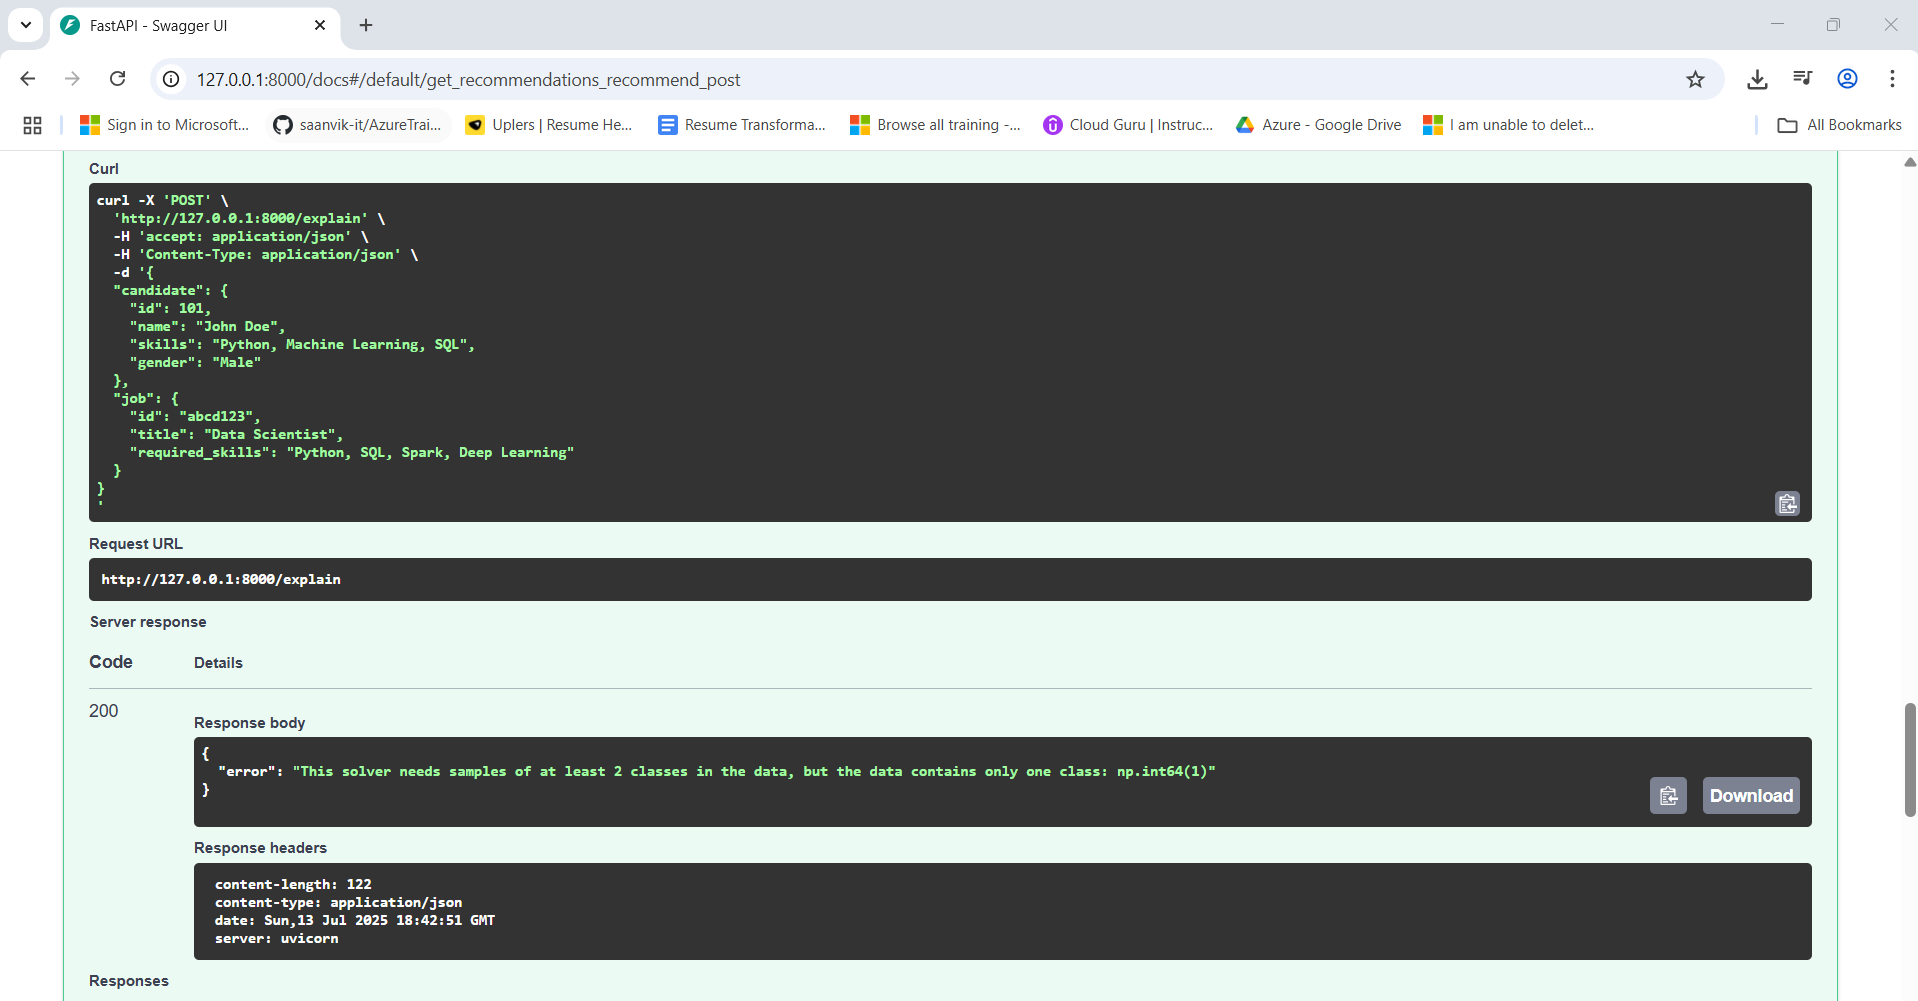 FastAPI - Swagger UI
127.0.0.1:8000/docs#/default/get_recommendations_recommend_post
Sign in to Microsoft...
saanvik-it/AzureTrai...
Uplers | Resume He...
Resume Transforma...
Browse all training -...
Cloud Guru | Instruc...
Azure - Google Drive
I am unable to delet...
All Bookmarks
Curl
curl -X 'POST' \
'http://127.0.0.1:8000/explain' \
-H 'accept: application/json' \
-H 'Content-Type: application/json' \
-d '{
"candidate": {
"id": 101,
"name": "John Doe",
"skills": "Python, Machine Learning, SQL",
"gender": "Male"
},
"job": {
"id": "abcd123",
"title": "Data Scientist",
"required_skills": "Python, SQL, Spark, Deep Learning"
}
}
'
Request URL
http://127.0.0.1:8000/explain
Server response
Code Details
200
Response body
{
"error": "This solver needs samples of at least 2 classes in the data, but the data contains only one class: np.int64(1)"
}
Download
Response headers
content-length: 122
content-type: application/json
date: Sun,13 Jul 2025 18:42:51 GMT
server: uvicorn
Responses